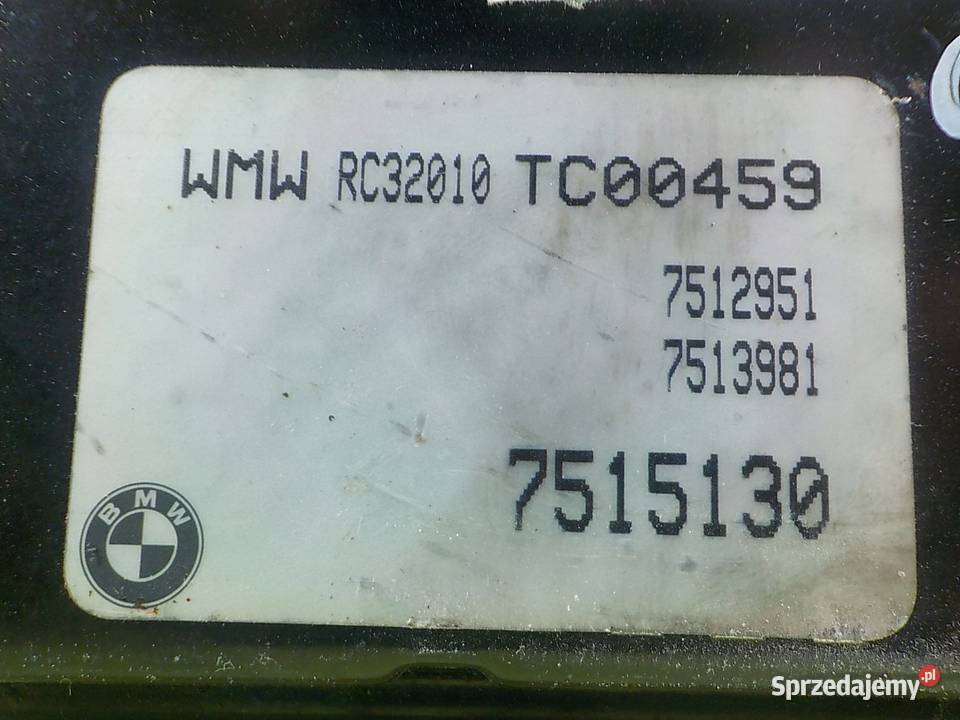 WMW RC32010 TC00459
7512951
7513981
7515130
BMW
Sprzedajemy.pl